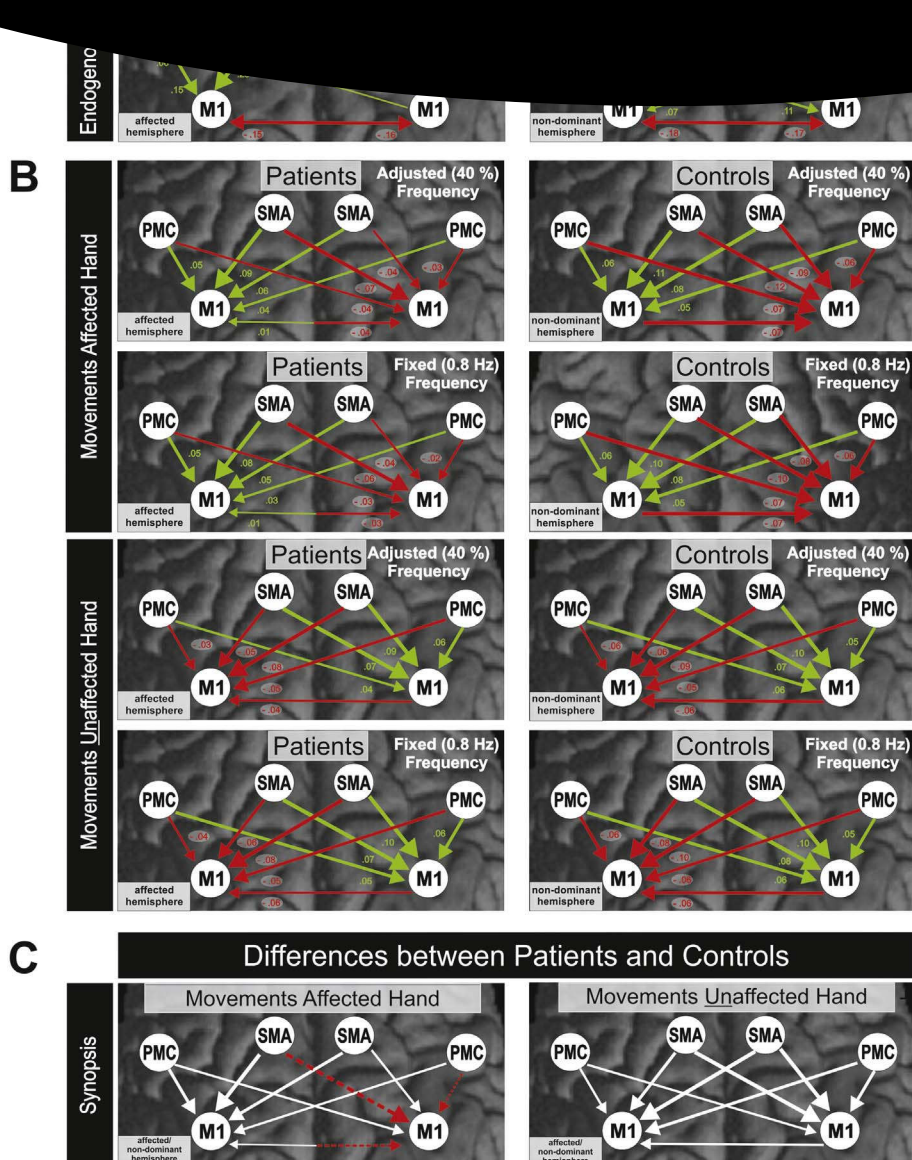 Endogeno
.15
M1
M1
affected
hemisphere
- .15
- .16
M1
M1
.07
.11
non-dominant
hemisphere
- .18
- .17
B
Movements Affected Hand
Patients
Adjusted (40 %)
Frequency
PMC
SMA
SMA
PMC
.05
.09
.06
.04
.01
- .04
- .03
- .07
- .04
- .04
M1
M1
affected
hemisphere
Controls
Adjusted (40 %)
Frequency
PMC
SMA
SMA
PMC
.06
.11
.08
.05
- .09
- .06
- .12
- .07
- .07
M1
M1
non-dominant
hemisphere
Patients
Fixed (0.8 Hz)
Frequency
PMC
SMA
SMA
PMC
.05
.08
.05
.03
.01
- .04
- .02
- .06
- .03
- .03
M1
M1
affected
hemisphere
Controls
Fixed (0.8 Hz)
Frequency
PMC
SMA
SMA
PMC
.06
.10
.08
.05
- .06
- .10
- .07
- .07
M1
M1
non-dominant
hemisphere
Movements Unaffected Hand
Patients
Adjusted (40 %)
Frequency
PMC
SMA
SMA
PMC
- .03
- .05
- .08
- .04
.09
.06
.07
.04
M1
M1
affected
hemisphere
Controls
Adjusted (40 %)
Frequency
PMC
SMA
SMA
PMC
- .06
- .06
- .09
- .05
- .06
.10
.05
.07
.06
M1
M1
non-dominant
hemisphere
Patients
Fixed (0.8 Hz)
Frequency
PMC
SMA
SMA
PMC
- .04
- .06
- .08
- .05
- .06
.10
.06
.07
M1
M1
affected
hemisphere
Controls
Fixed (0.8 Hz)
Frequency
PMC
SMA
SMA
PMC
- .06
- .08
- .10
- .06
- .06
.10
.05
.06
M1
M1
non-dominant
hemisphere
C
Differences between Patients and Controls
Synopsis
Movements Affected Hand
PMC
SMA
SMA
PMC
M1
M1
affected/
non-dominant
hemisphere
Movements Unaffected Hand
PMC
SMA
SMA
PMC
M1
M1
affected/
non-dominant